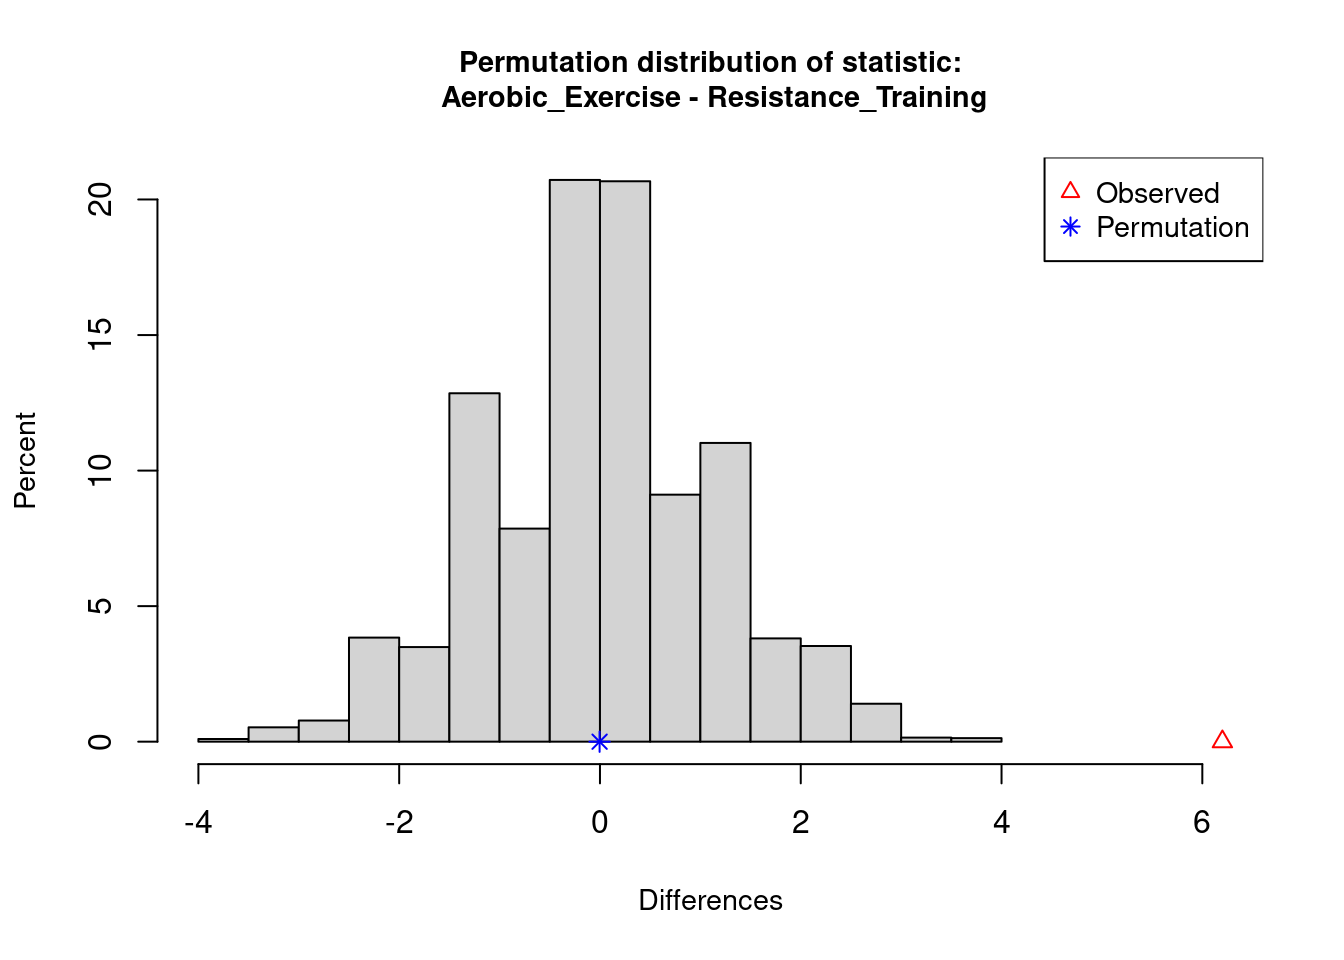 Permutation distribution of statistic:
Aerobic_Exercise - Resistance_Training
Observed
Permutation
20
15
10
5
0
Percent
-4 -2 0 2 4 6
Differences